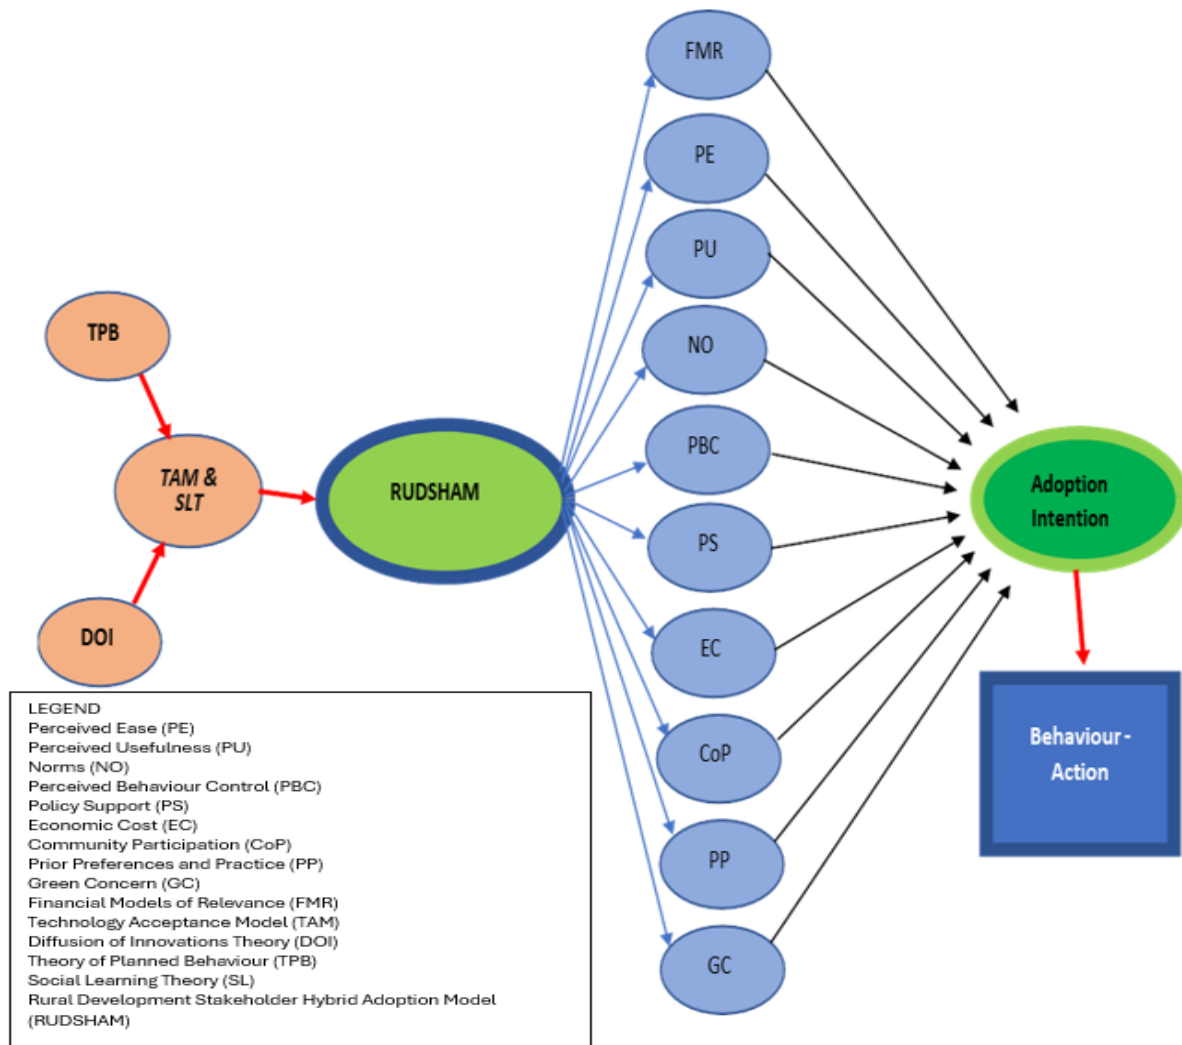 FMR
PE
PU
NO
PBC
PS
EC
CoP
PP
GC
TPB
TAM &
SLT
DOI
RUDSHAM
Adoption
Intention
Behaviour -
Action
LEGEND
Perceived Ease (PE)
Perceived Usefulness (PU)
Norms (NO)
Perceived Behaviour Control (PBC)
Policy Support (PS)
Economic Cost (EC)
Community Participation (CoP)
Prior Preferences and Practice (PP)
Green Concern (GC)
Financial Models of Relevance (FMR)
Technology Acceptance Model (TAM)
Diffusion of Innovations Theory (DOI)
Theory of Planned Behaviour (TPB)
Social Learning Theory (SL)
Rural Development Stakeholder Hybrid Adoption Model
(RUDSHAM)